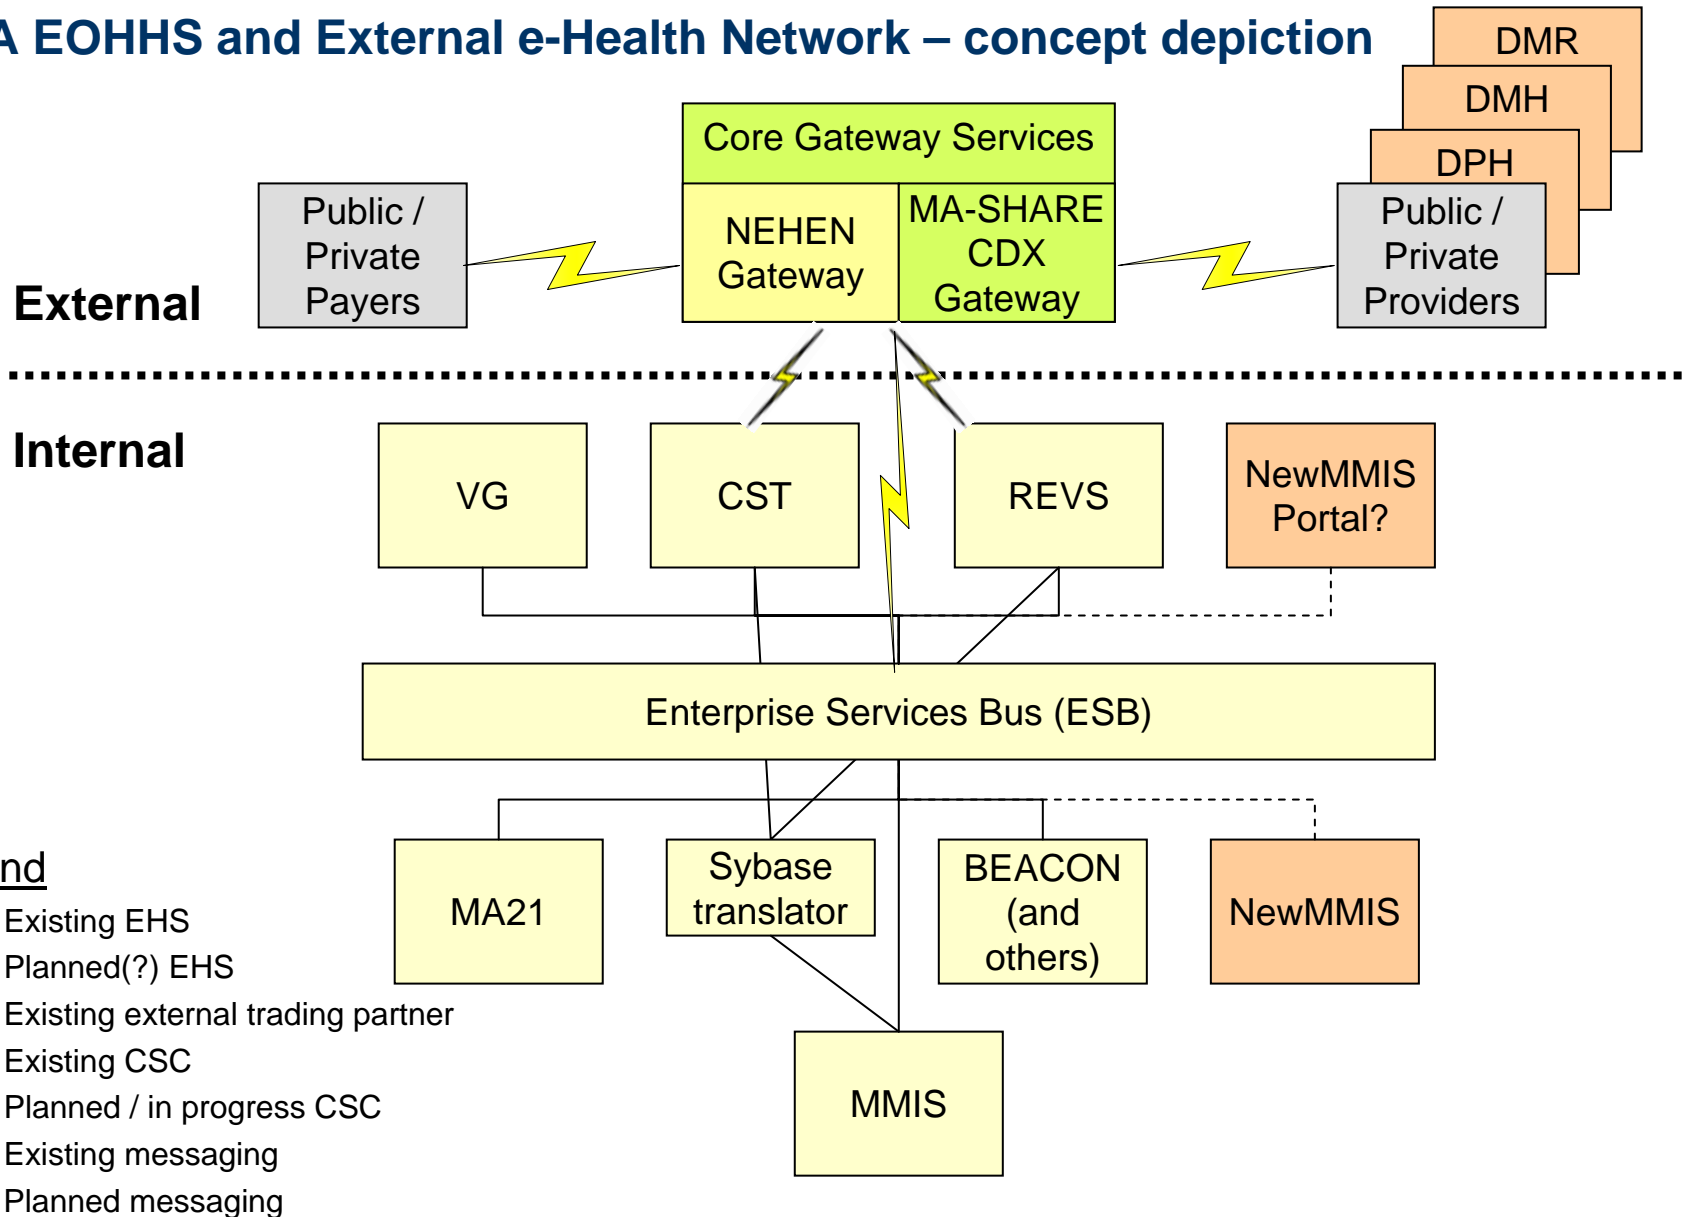 A EOHHS and External e-Health Network – concept depiction
DMR
DMH
DPH
Core Gateway Services
Public /
Private
Payers
NEHEN
Gateway
MA-SHARE
CDX
Gateway
Public /
Private
Providers
External
Internal
VG
CST
REVS
NewMMIS
Portal?
Enterprise Services Bus (ESB)
MA21
Sybase
translator
BEACON
(and
others)
NewMMIS
MMIS
nd
Existing EHS
Planned(?) EHS
Existing external trading partner
Existing CSC
Planned / in progress CSC
Existing messaging
Planned messaging